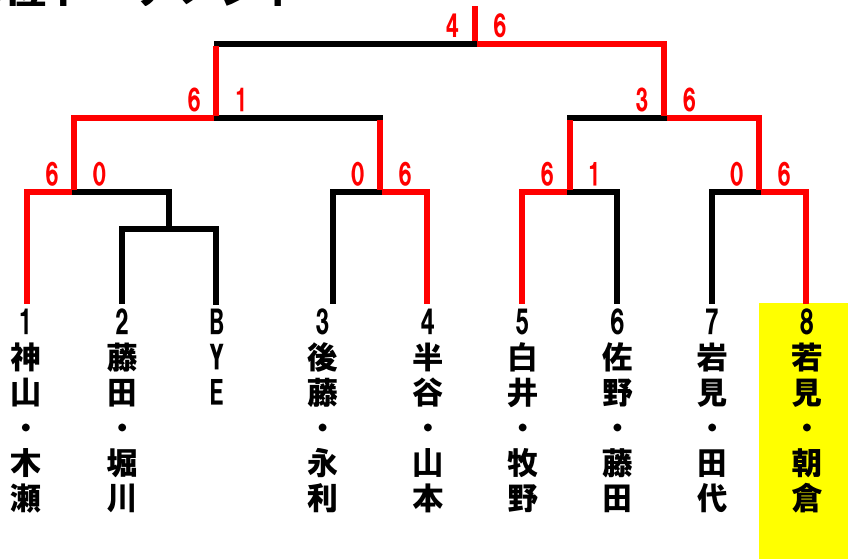 4 6
6 1
3 6
6 0
0 6
6 1
0 6
1 神山・木瀬
2 藤田・堀川
BYE
3 後藤・永利
4 半谷・山本
5 白井・牧野
6 佐野・藤田
7 岩見・田代
8 若見・朝倉